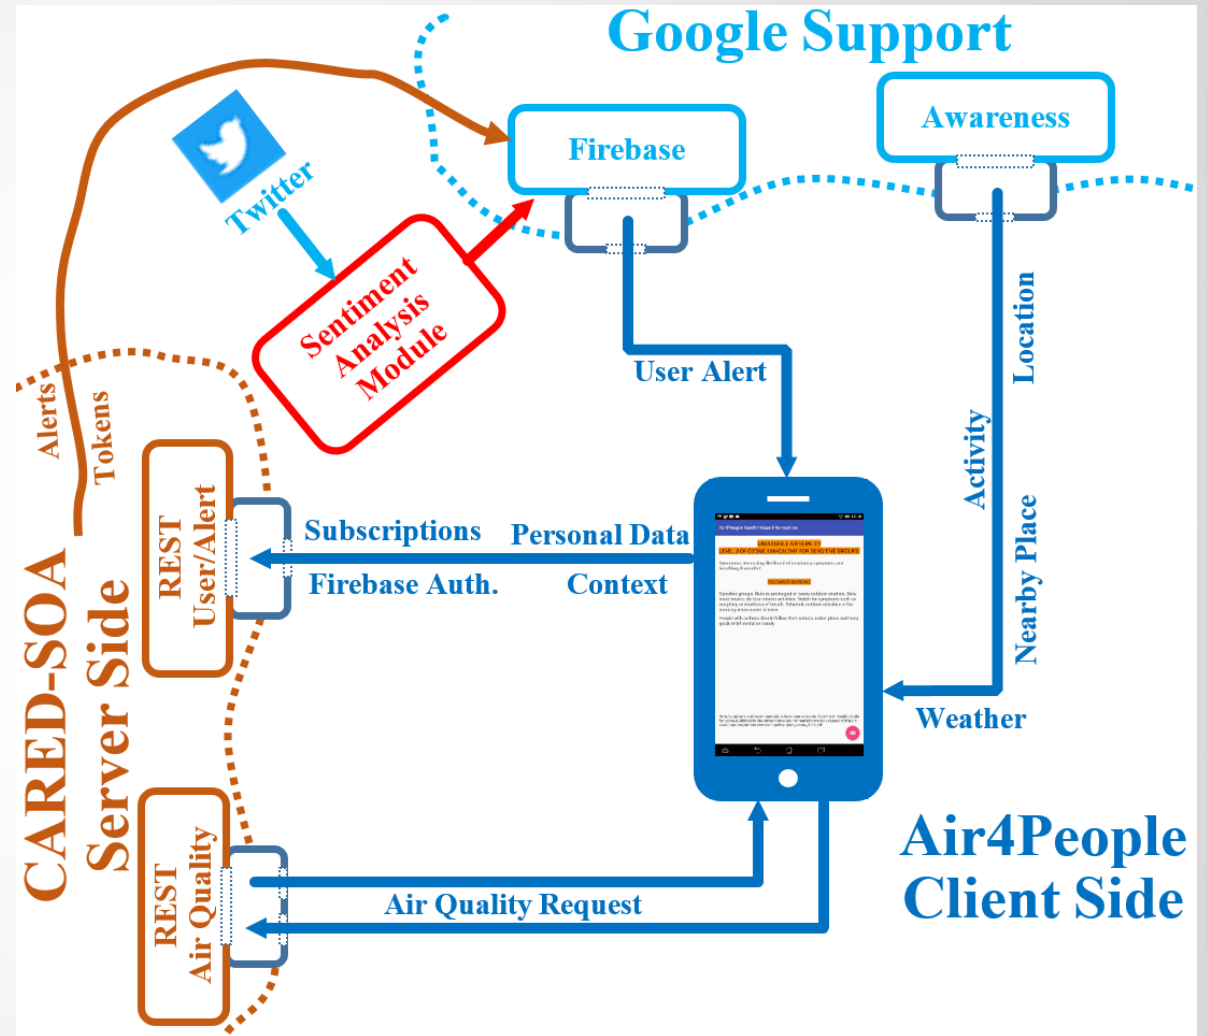 Google Support
Firebase
Awareness
Twitter
Sentiment
Analysis
Module
User Alert
Location
Activity
Nearby Place
Weather
Alerts
Tokens
REST
User/Alert
Subscriptions
Personal Data
Firebase Auth.
Context
CARED-SOA
Server Side
REST
Air Quality
Air Quality Request
Air4People
Client Side